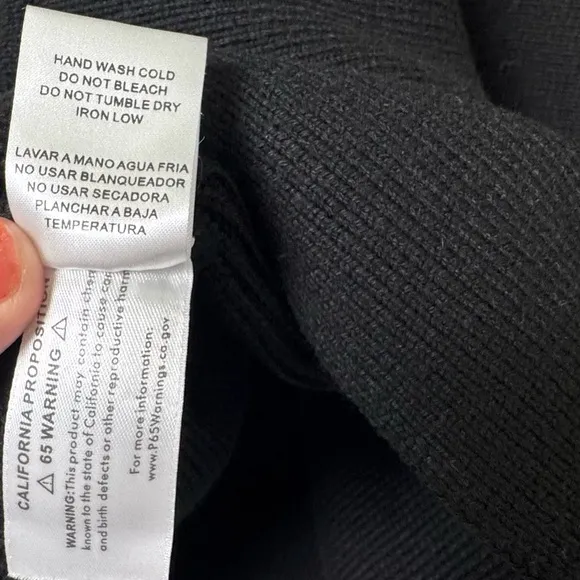 HAND WASH COLD
DO NOT BLEACH
DO NOT TUMBLE DRY
IRON LOW
LAVAR A MANO AGUA FRIA
NO USAR BLANQUEADOR
NO USAR SECADORA
PLANCHAR A BAJA
TEMPERATURA
CALIFORNIA PROPOSITION
⚠ 65 WARNING ⚠
WARNING:This product may contain
known to the state of California to cause
and birth defects or other reproductive harm
For more information:
www.P65Warnings.ca.gov